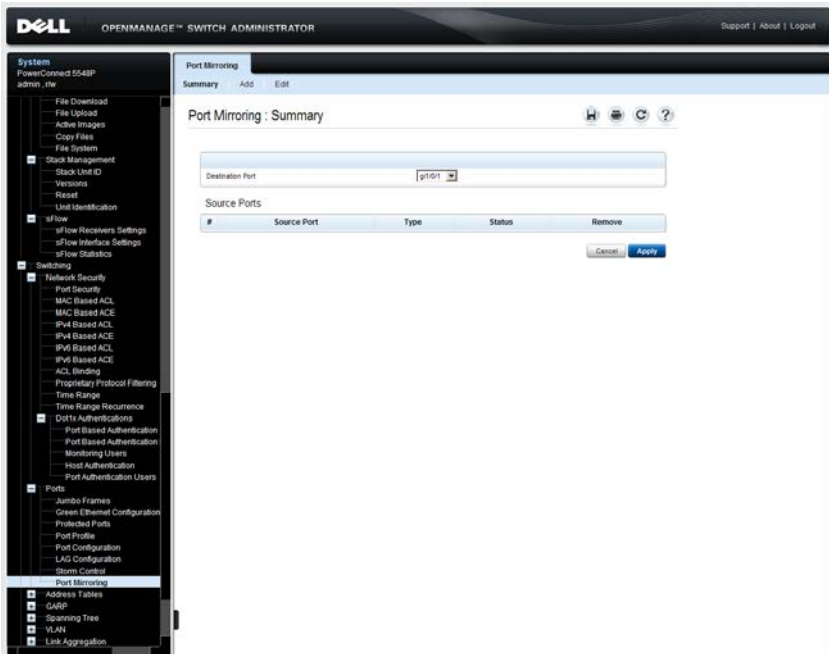 DELL
OPENMANAGE™ SWITCH ADMINISTRATOR
Support | About | Logout
System
PowerConnect 5548P
admin , r/w
File Download
File Upload
Active Images
Copy Files
File System
Stack Management
Stack Unit ID
Versions
Reset
Unit Identification
sFlow
sFlow Receivers Settings
sFlow Interface Settings
sFlow Statistics
Switching
Network Security
Port Security
MAC Based ACL
MAC Based ACE
IPv4 Based ACL
IPv4 Based ACE
IPv6 Based ACL
IPv6 Based ACE
ACL Binding
Proprietary Protocol Filtering
Time Range
Time Range Recurrence
Dot1x Authentications
Port Based Authentication
Port Based Authentication
Monitoring Users
Host Authentication
Port Authentication Users
Ports
Jumbo Frames
Green Ethernet Configuration
Protected Ports
Port Profile
Port Configuration
LAG Configuration
Storm Control
Port Mirroring
Address Tables
GARP
Spanning Tree
VLAN
Link Aggregation
Port Mirroring
Summary Add Edit
Port Mirroring : Summary
Destination Port gi1/0/1
Source Ports
# Source Port Type Status Remove
Cancel Apply